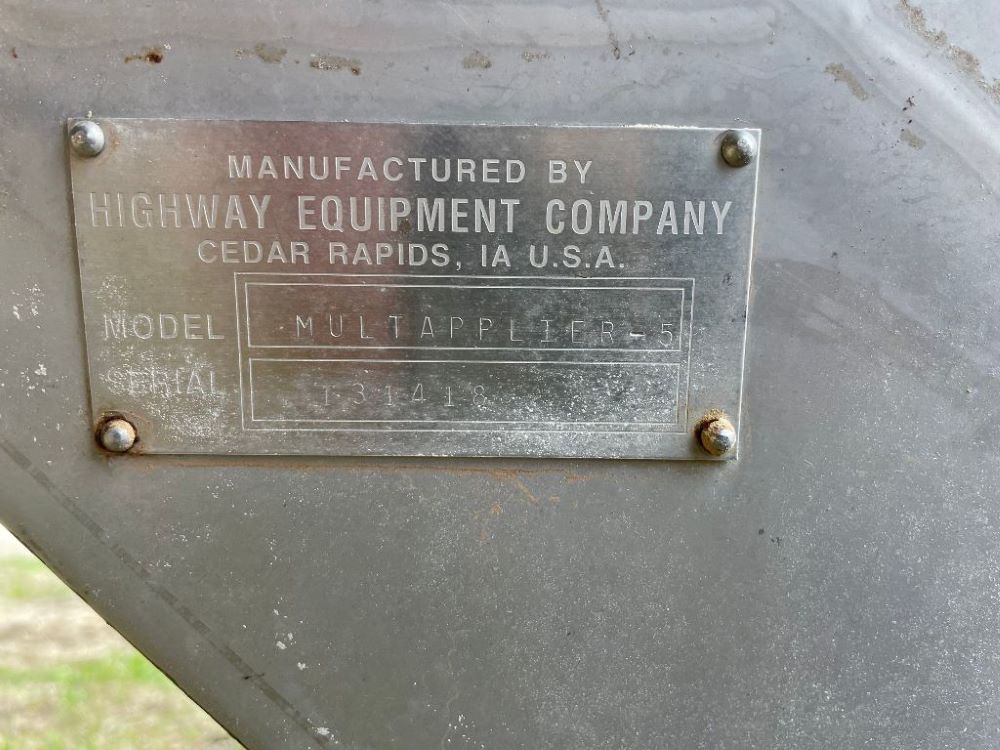 MANUFACTURED BY
HIGHWAY EQUIPMENT COMPANY
CEDAR RAPIDS, IA U.S.A.
MODEL MULTAPPLIER-5
SERIAL 131418